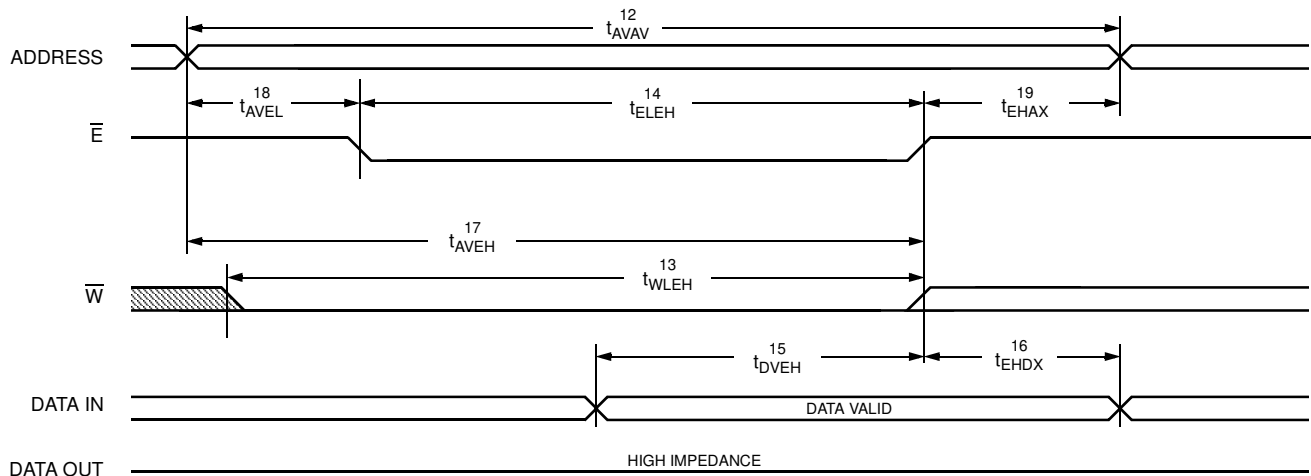 12
tAVAV
ADDRESS
18
tAVEL
14
tELEH
19
tEHAX
E
17
tAVEH
13
tWLEH
W
15
tDVEH
16
tEHDX
DATA IN
DATA VALID
DATA OUT
HIGH IMPEDANCE